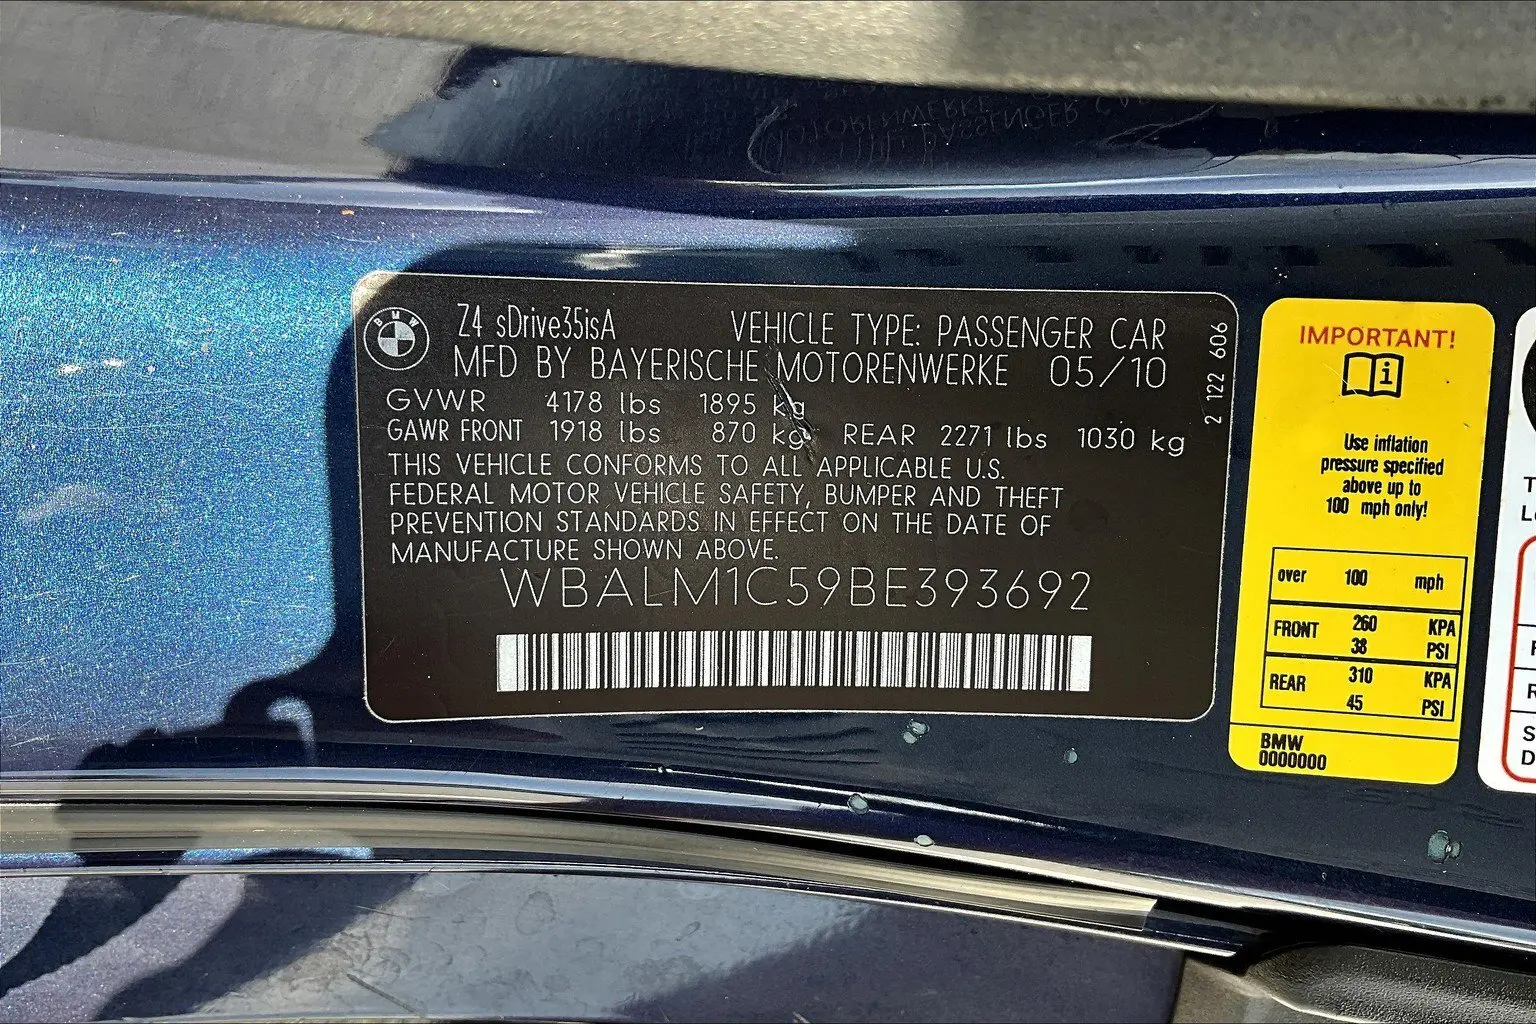 BMW
Z4 sDrive35isA VEHICLE TYPE: PASSENGER CAR
MFD BY BAYERISCHE MOTORENWERKE 05/10
GVWR 4178 lbs 1895 kg
GAWR FRONT 1918 lbs 870 kg REAR 2271 lbs 1030 kg
THIS VEHICLE CONFORMS TO ALL APPLICABLE U.S.
FEDERAL MOTOR VEHICLE SAFETY, BUMPER AND THEFT
PREVENTION STANDARDS IN EFFECT ON THE DATE OF
MANUFACTURE SHOWN ABOVE.
WBALM1C59BE393692
2 122 606
IMPORTANT!
i
Use inflation
pressure specified
above up to
100 mph only!
over 100 mph
FRONT 260 KPA
38 PSI
REAR 310 KPA
45 PSI
BMW
0000000